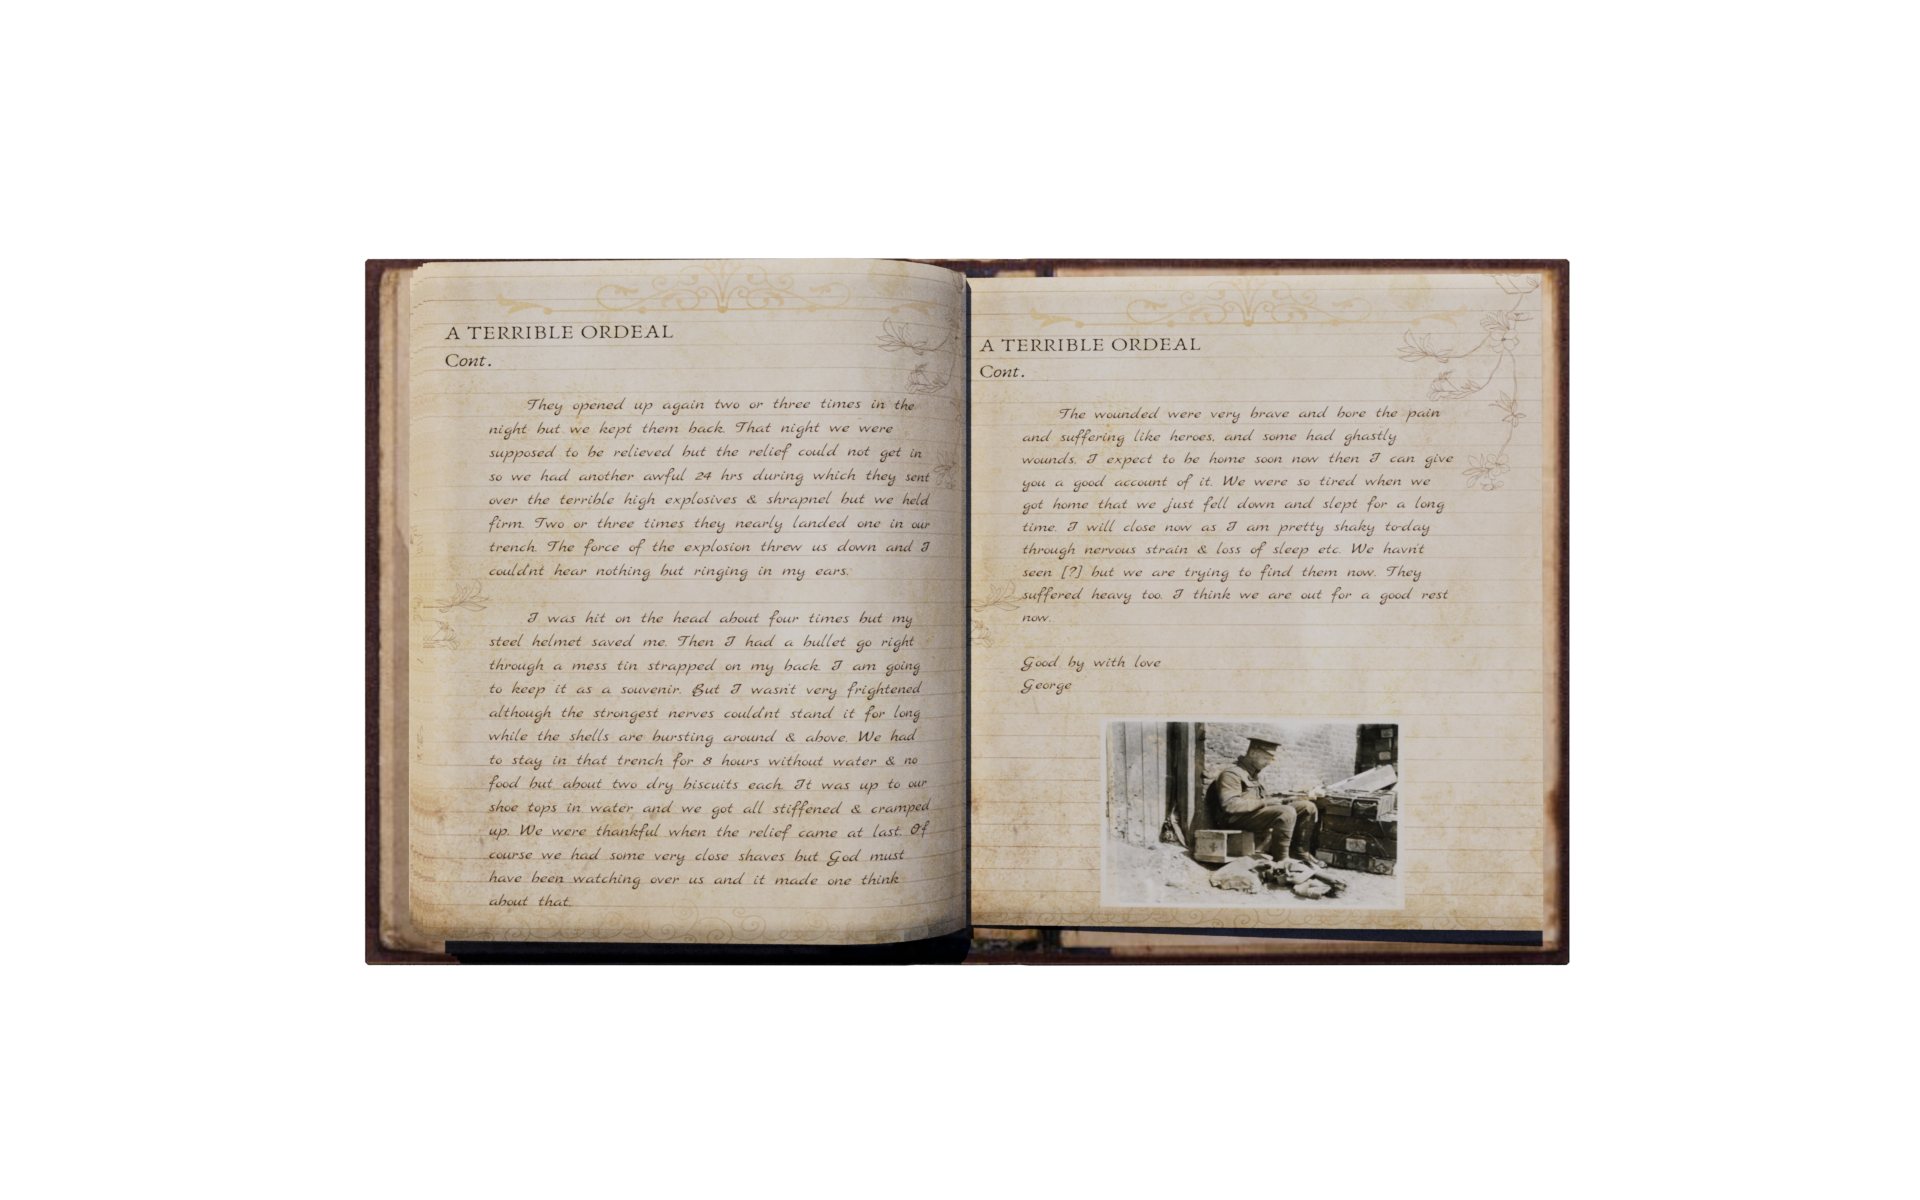 A TERRIBLE ORDEAL
Cont.
They opened up again two or three times in the
night but we kept them back. That night we were
supposed to be relieved but the relief could not get in
so we had another awful 24 hrs during which they sent
over the terrible high explosives & shrapnel but we held
firm. Two or three times they nearly landed one in our
trench. The force of the explosion threw us down and I
could'nt hear nothing but ringing in my ears.
I was hit on the head about four times but my
steel helmet saved me. Then I had a bullet go right
through a mess tin strapped on my back. I am going
to keep it as a souvenir. But I wasn't very frightened
although the strongest nerves could'nt stand it for long
while the shells are bursting around & above. We had
to stay in that trench for 8 hours without water & no
food but about two dry biscuits each. It was up to our
shoe tops in water and we got all stiffened & cramped
up. We were thankful when the relief came at last. Of
course we had some very close shaves but God must
have been watching over us and it made one think
about that.
A TERRIBLE ORDEAL
Cont.
The wounded were very brave and bore the pain
and suffering like heroes, and some had ghastly
wounds. I expect to be home soon now then I can give
you a good account of it. We were so tired when we
got home that we just fell down and slept for a long
time. I will close now as I am pretty shaky to-day
through nervous strain & loss of sleep etc. We havn't
seen [?] but we are trying to find them now. They
suffered heavy too. I think we are out for a good rest
now.
Good by with love
George